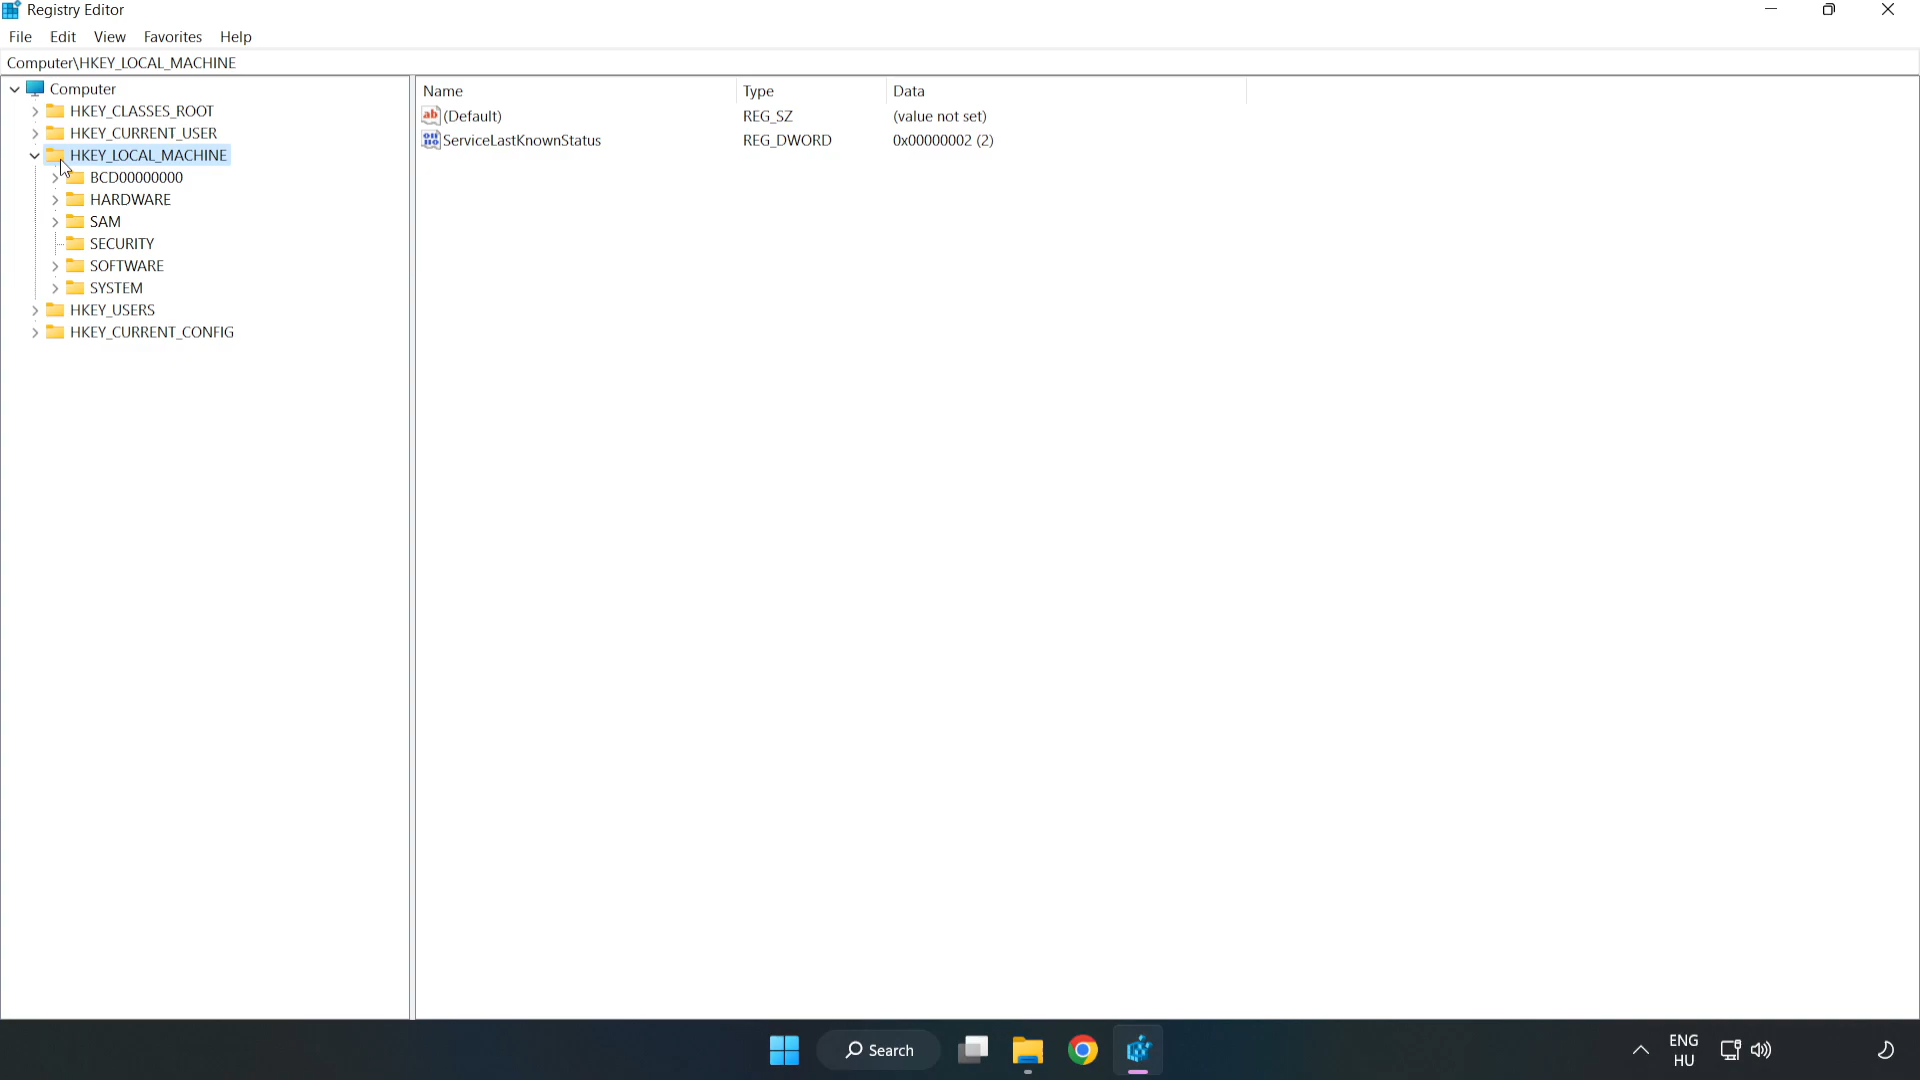 Registry Editor
File Edit View Favorites Help
Computer\HKEY_LOCAL_MACHINE
Computer
HKEY_CLASSES_ROOT
HKEY_CURRENT_USER
HKEY_LOCAL_MACHINE
BCD00000000
HARDWARE
SAM
SECURITY
SOFTWARE
SYSTEM
HKEY_USERS
HKEY_CURRENT_CONFIG
Name Type Data
(Default) REG_SZ (value not set)
ServiceLastKnownStatus REG_DWORD 0x00000002 (2)
Search
ENG
HU